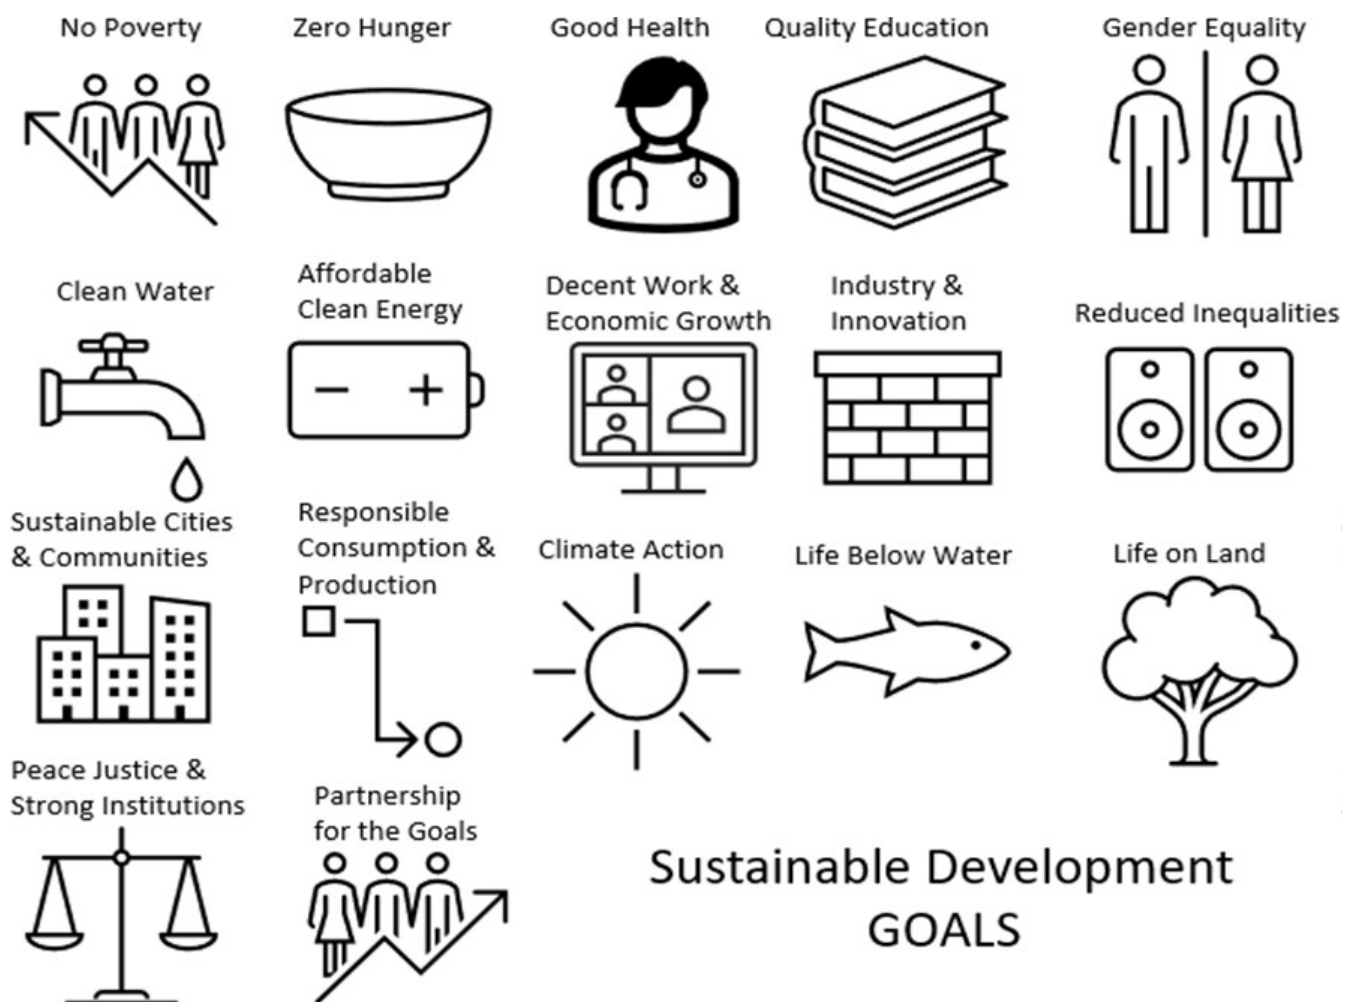 No Poverty
Zero Hunger
Good Health
Quality Education
Gender Equality
Clean Water
Affordable
Clean Energy
Decent Work &
Economic Growth
Industry &
Innovation
Reduced Inequalities
Sustainable Cities
& Communities
Responsible
Consumption &
Production
Climate Action
Life Below Water
Life on Land
Peace Justice &
Strong Institutions
Partnership
for the Goals
Sustainable Development
GOALS